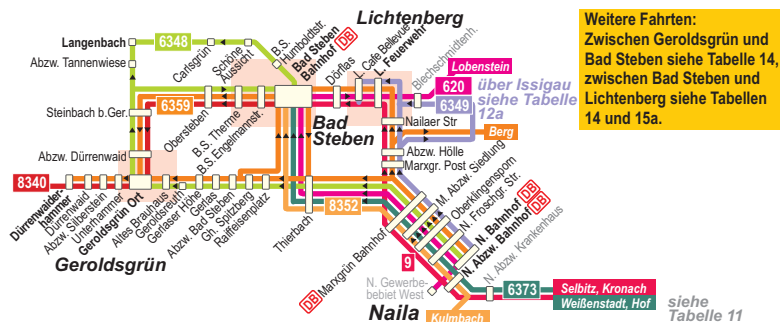 Lichtenberg
Langenbach
6348
Abzw. Tannenwiese
Carlsgrün
Schöne
Aussicht
B.S.
Humboldtstr.
Bad Steben
Bahnhof DB
Döflas
L. Cafe Bellevue
L. Feuerwehr
Blechschmidtenh.
Lobenstein
620
6349
über Issigau
siehe Tabelle
12a
Weitere Fahrten:
Zwischen Geroldsgrün und
Bad Steben siehe Tabelle 14,
zwischen Bad Steben und
Lichtenberg siehe Tabellen
14 und 15a.
Steinbach b.Ger.
6359
Obersteben
B.S. Therme
B.S. Engelmannstr.
Bad
Steben
Nailaer Str
Berg
Abzw. Hölle
Marxgr. Post
Abzw. Dürrenwaid
8340
Dürrenwaider-
hammer
Dürrenwaid
Abzw. Silberstein
Unterhammer
Geroldsgrün Ort
Altes Brauhaus
Geroldsreuth
Gerlaser Höhe
Gerlas
Abzw. Bad Steben
Gh. Spitzberg
Raiffeisenplatz
Thierbach
8352
Geroldsgrün
DB Marxgrün Bahnhof
M. Abzw. Siedlung
Oberklingensporn
N. Froschgr. Str.
N. Bahnhof DB
N. Abzw. Bahnhof DB
N. Abzw. Krankenhaus
9
N. Gewerbe-
bebiet West
Naila
Kulmbach
6373
Selbitz, Kronach
Weißenstadt, Hof
siehe
Tabelle 11